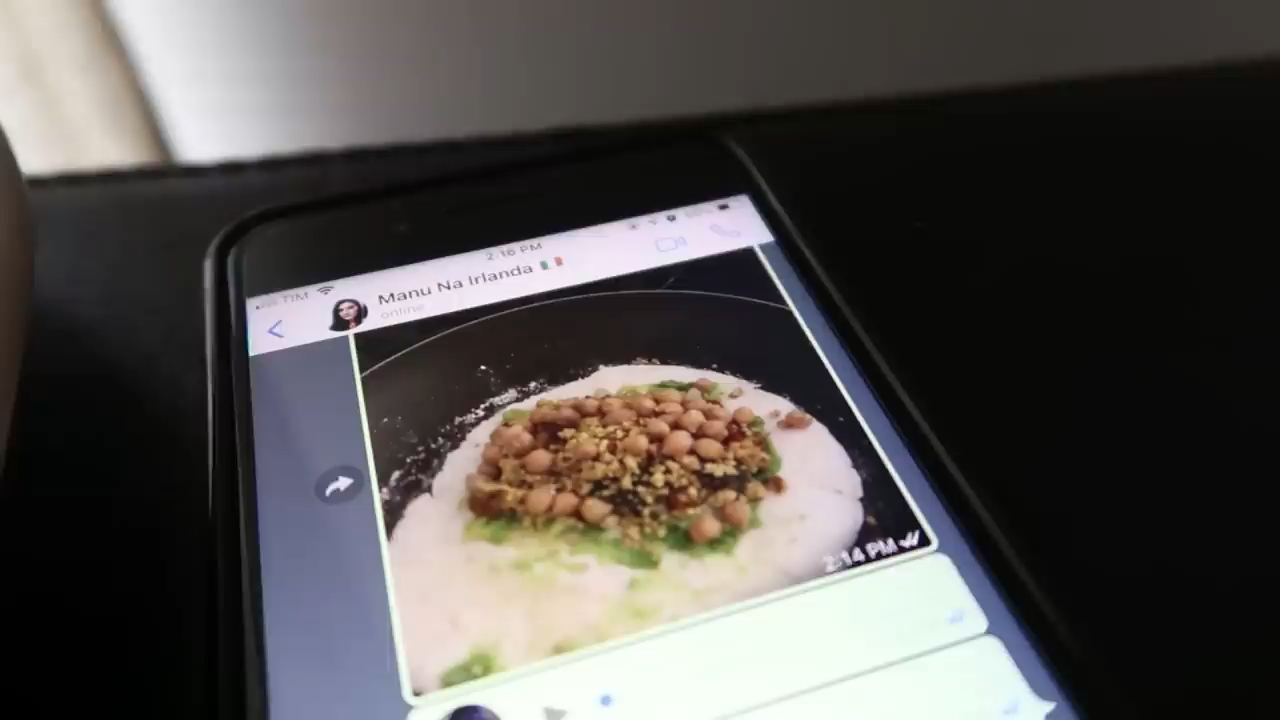 2:16 PM
TIM
Manu Na Irlanda 🇮🇪
online
2:14 PM